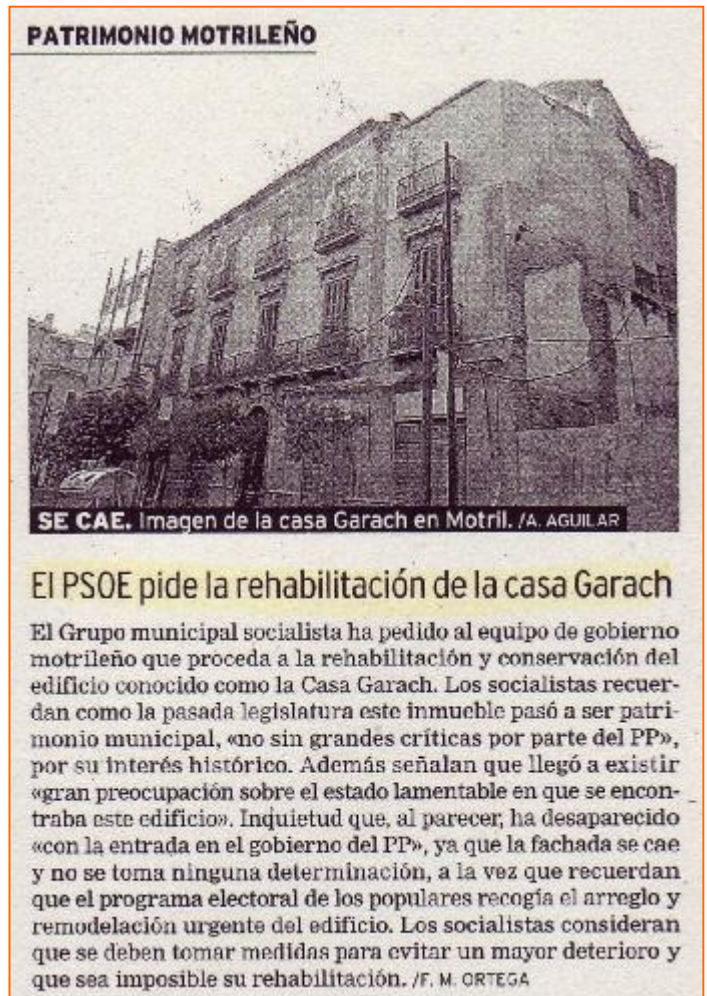 PATRIMONIO MOTRILEÑO
SE CAE. Imagen de la casa Garach en Motril. /A. AGUILAR
El PSOE pide la rehabilitación de la casa Garach
El Grupo municipal socialista ha pedido al equipo de gobierno
motrileño que proceda a la rehabilitación y conservación del
edificio conocido como la Casa Garach. Los socialistas recuer-
dan como la pasada legislatura este inmueble pasó a ser patri-
monio municipal, «no sin grandes críticas por parte del PP»,
por su interés histórico. Además señalan que llegó a existir
«gran preocupación sobre el estado lamentable en que se encon-
traba este edificio». Inquietud que, al parecer, ha desaparecido
«con la entrada en el gobierno del PP», ya que la fachada se cae
y no se toma ninguna determinación, a la vez que recuerdan
que el programa electoral de los populares recogía el arreglo y
remodelación urgente del edificio. Los socialistas consideran
que se deben tomar medidas para evitar un mayor deterioro y
que sea imposible su rehabilitación. /F. M. ORTEGA